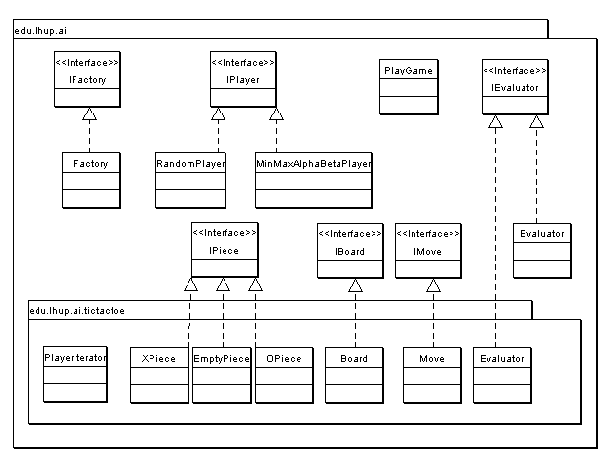 edu.lhup.ai
<<Interface>>
IFactory
<<Interface>>
IPlayer
PlayGame
<<Interface>>
IEvaluator
Factory
RandomPlayer
MinMaxAlphaBetaPlayer
<<Interface>>
IPiece
<<Interface>>
IBoard
<<Interface>>
IMove
Evaluator
edu.lhup.ai.tictactoe
PlayerIterator
XPiece
EmptyPiece
OPiece
Board
Move
Evaluator